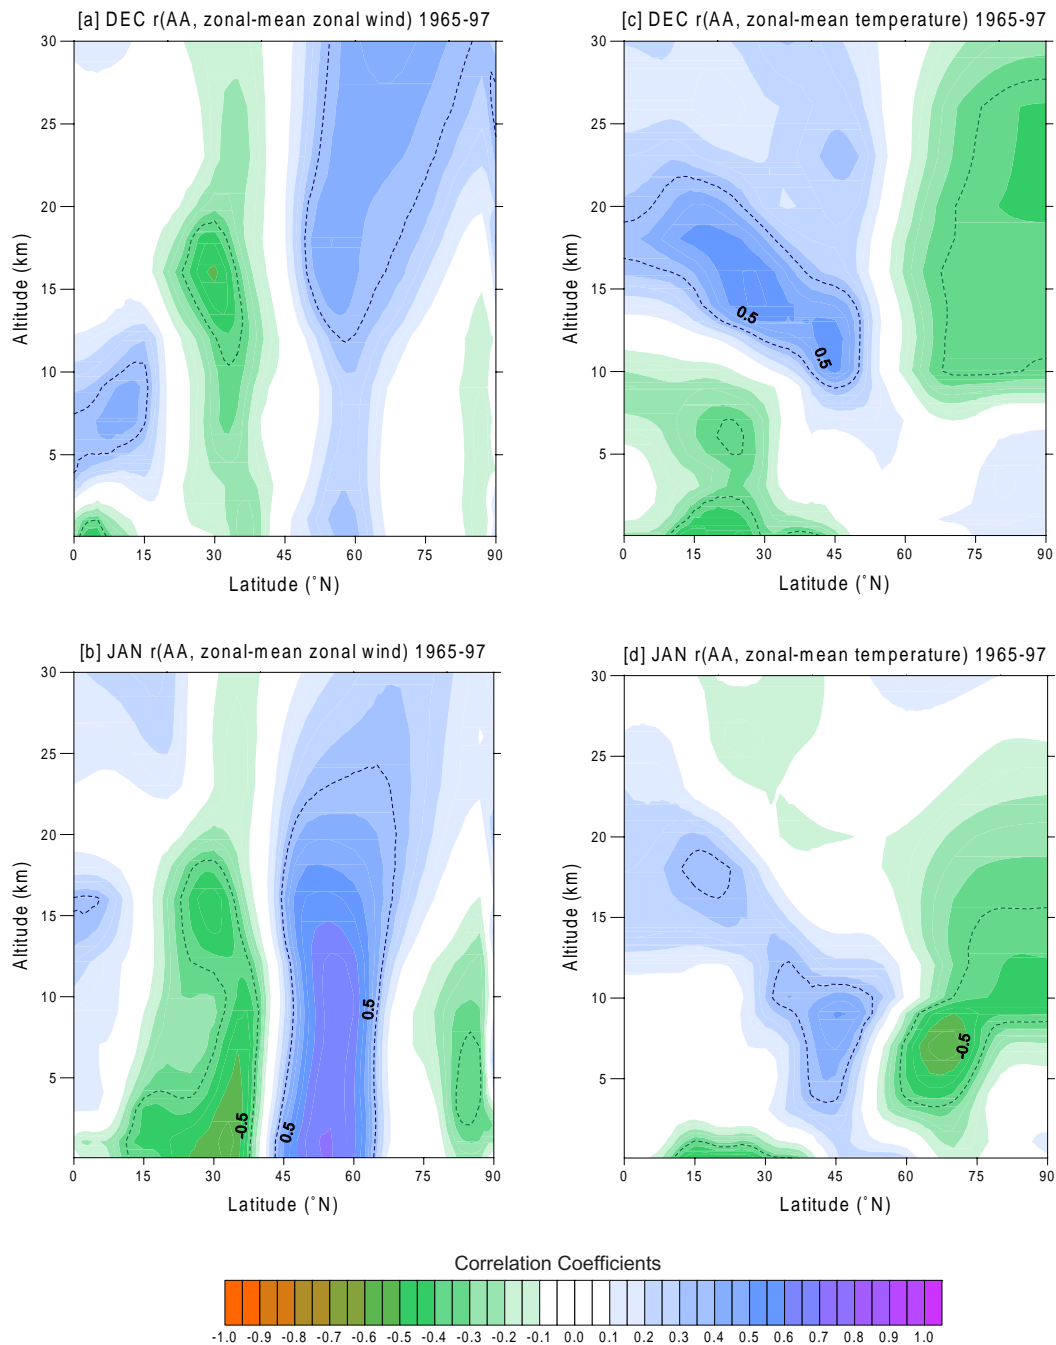 [a] DEC r(AA, zonal-mean zonal wind) 1965-97
30
25
20
15
10
5
Altitude (km)
0 15 30 45 60 75 90
Latitude (°N)
[c] DEC r(AA, zonal-mean temperature) 1965-97
30
25
20
15
10
5
Altitude (km)
0.5
0.5
0 15 30 45 60 75 90
Latitude (°N)
[b] JAN r(AA, zonal-mean zonal wind) 1965-97
30
25
20
15
10
5
Altitude (km)
0.5
-0.5
0.5
0 15 30 45 60 75 90
Latitude (°N)
[d] JAN r(AA, zonal-mean temperature) 1965-97
30
25
20
15
10
5
Altitude (km)
-0.5
0 15 30 45 60 75 90
Latitude (°N)
Correlation Coefficients
-1.0 -0.9 -0.8 -0.7 -0.6 -0.5 -0.4 -0.3 -0.2 -0.1 0.0 0.1 0.2 0.3 0.4 0.5 0.6 0.7 0.8 0.9 1.0